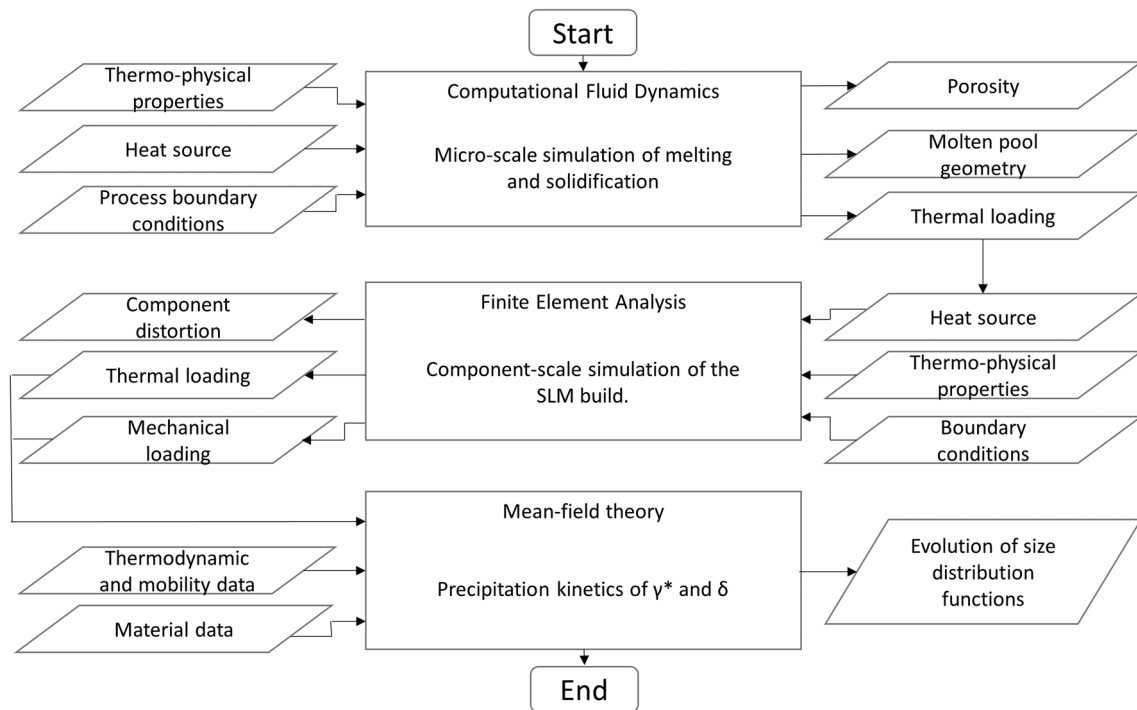 Start
Thermo-physical
properties
Heat source
Process boundary
conditions
Computational Fluid Dynamics
Micro-scale simulation of melting
and solidification
Porosity
Molten pool
geometry
Thermal loading
Component
distortion
Thermal loading
Mechanical
loading
Finite Element Analysis
Component-scale simulation of the
SLM build.
Heat source
Thermo-physical
properties
Boundary
conditions
Thermodynamic
and mobility data
Material data
Mean-field theory
Precipitation kinetics of γ* and δ
Evolution of size
distribution
functions
End